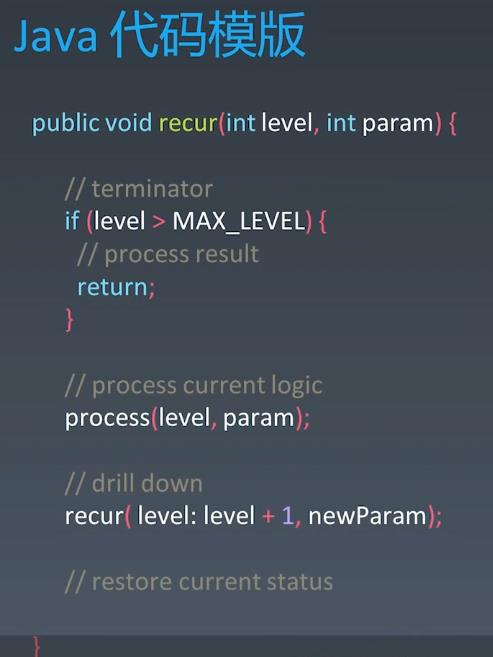 Java 代码模版
public void recur(int level, int param) {
// terminator
if (level > MAX_LEVEL) {
// process result
return;
}
// process current logic
process(level, param);
// drill down
recur( level: level + 1, newParam);
// restore current status
}